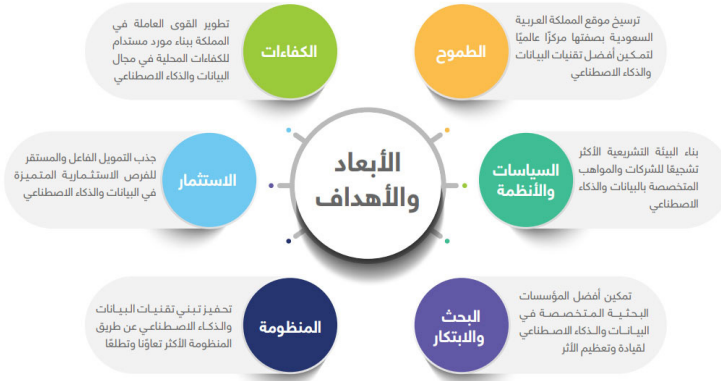 الأبعاد
والأهداف
الطموح
ترسيخ موقع المملكة العربية
السعودية بصفتها مركزًا عالميًا
لتمكين أفضل تقنيات البيانات
والذكاء الاصطناعي
الكفاءات
تطوير القوى العاملة في
المملكة ببناء مورد مستدام
للكفاءات المحلية في مجال
البيانات والذكاء الاصطناعي
السياسات
والأنظمة
بناء البيئة التشريعية الأكثر
تشجيعًا للشركات والمواهب
المتخصصة بالبيانات والذكاء
الاصطناعي
الاستثمار
جذب التمويل الفاعل والمستقر
للفرص الاستثمارية المتميزة
في البيانات والذكاء الاصطناعي
البحث
والابتكار
تمكين أفضل المؤسسات
البحثية المتخصصة في
البيانات والذكاء الاصطناعي
لقيادة وتعظيم الأثر
المنظومة
تحفيز تبني تقنيات البيانات
والذكاء الاصطناعي عن طريق
المنظومة الأكثر تعاونًا وتطلعًا